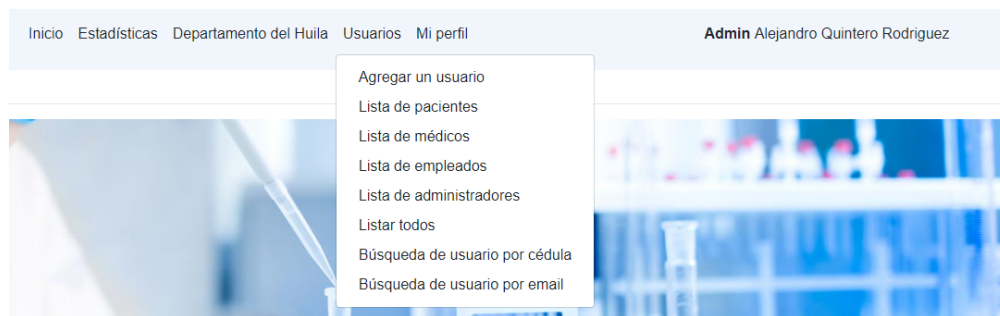 Inicio Estadísticas Departamento del Huila Usuarios Mi perfil Admin Alejandro Quintero Rodriguez
Agregar un usuario
Lista de pacientes
Lista de médicos
Lista de empleados
Lista de administradores
Listar todos
Búsqueda de usuario por cédula
Búsqueda de usuario por email